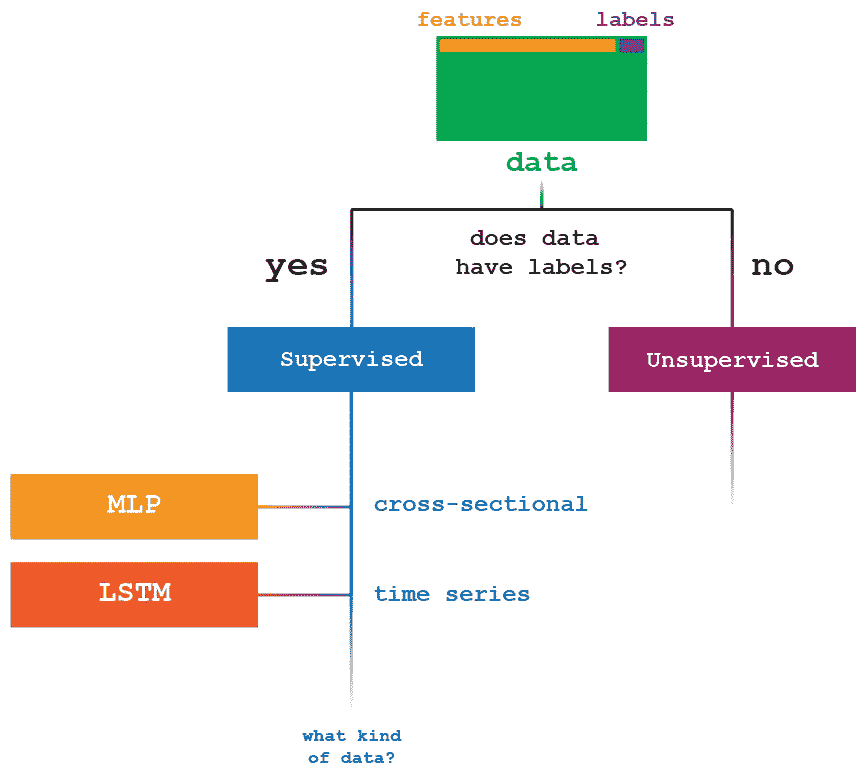 features labels
data
does data
have labels?
yes
no
Supervised
Unsupervised
MLP
cross-sectional
LSTM
time series
what kind
of data?